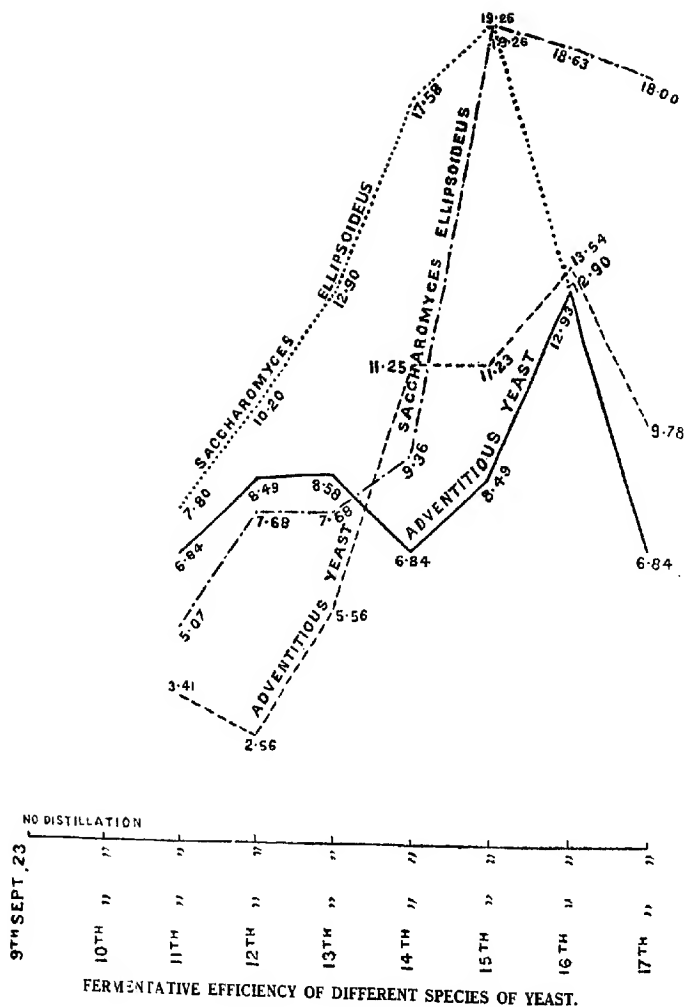 19·26
19·26
18·63
18·00
17·58
SACCHAROMYCES ELLIPSOIDEUS
12·90
10·20
7·80
SACCHAROMYCES ELLIPSOIDEUS
13·54
12·90
12·93
11·25
11·23
9·78
9·36
ADVENTITIOUS YEAST
8·49
8·58
8·49
7·68
7·68
6·84
6·84
6·84
5·07
5·56
ADVENTITIOUS YEAST
3·41
2·56
NO DISTILLATION
9TH SEPT, 23
10TH " "
11TH " "
12TH " "
13TH " "
14TH " "
15TH " "
16TH " "
17TH " "
FERMENTATIVE EFFICIENCY OF DIFFERENT SPECIES OF YEAST.